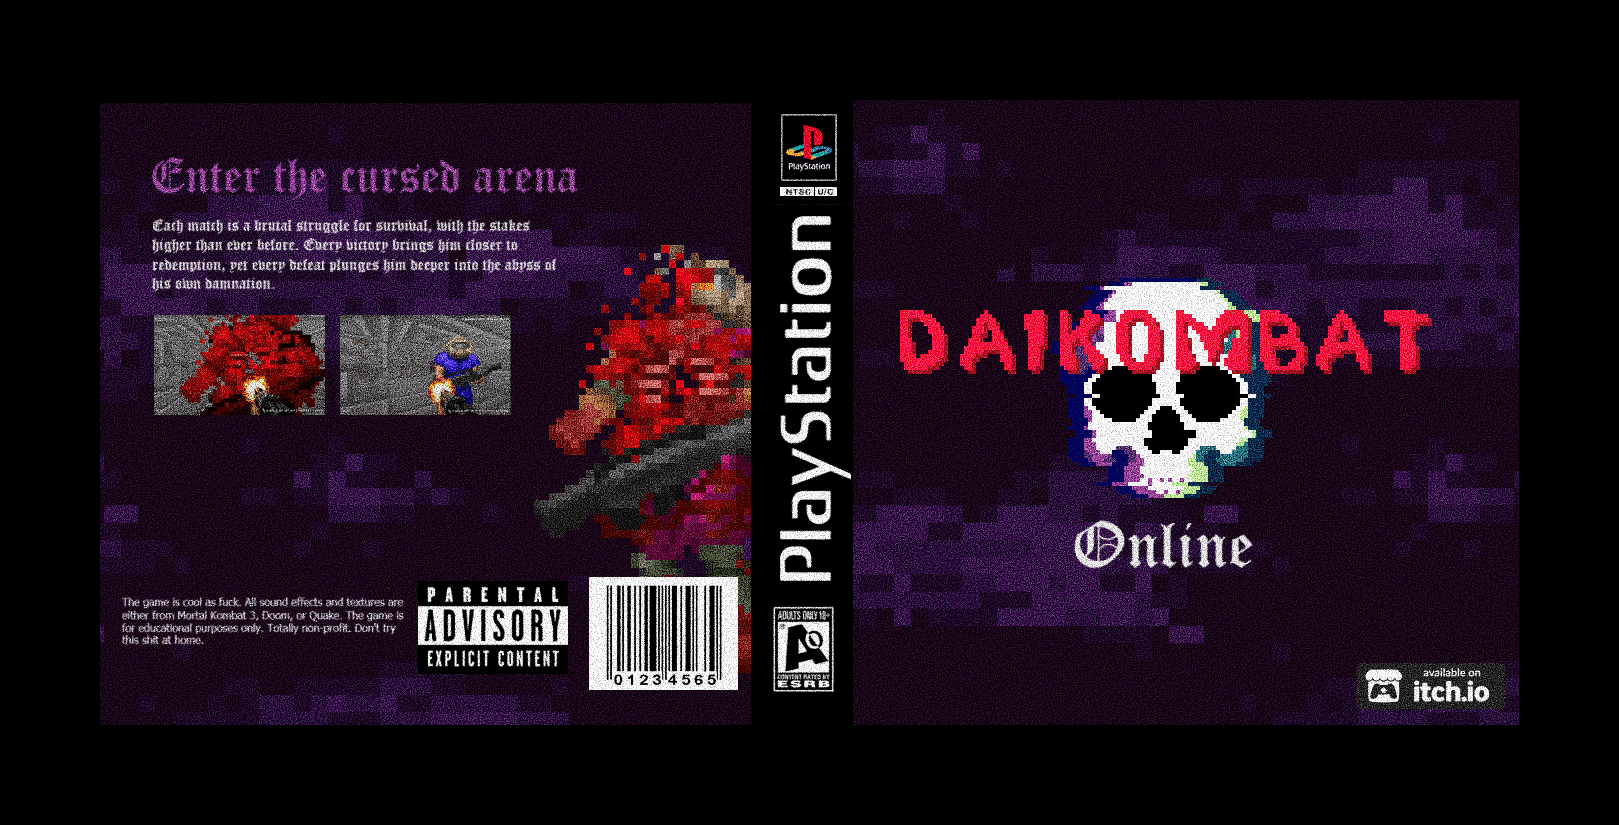 Enter the cursed arena
Each match is a brutal struggle for survival, with the stakes
higher than ever before. Every victory brings him closer to
redemption, yet every defeat plunges him deeper into the abyss of
his own damnation.
The game is cool as fuck. All sound effects and textures are
either from Mortal Kombat 3, Doom, or Quake. The game is
for educational purposes only. Totally non-profit. Don't try
this shit at home.
PARENTAL
ADVISORY
EXPLICIT CONTENT
01234565
PlayStation
NTSC U/C
PlayStation
ADULTS ONLY 18+
AO
CONTENT RATED BY
ESRB
DAIKOMBAT
Online
available on
itch.io